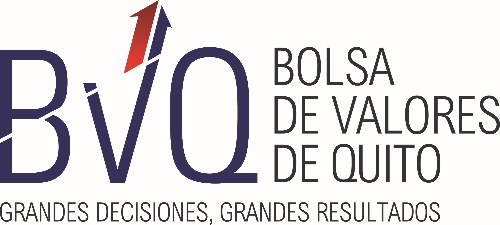 BVQ
BOLSA
DE VALORES
DE QUITO
GRANDES DECISIONES, GRANDES RESULTADOS